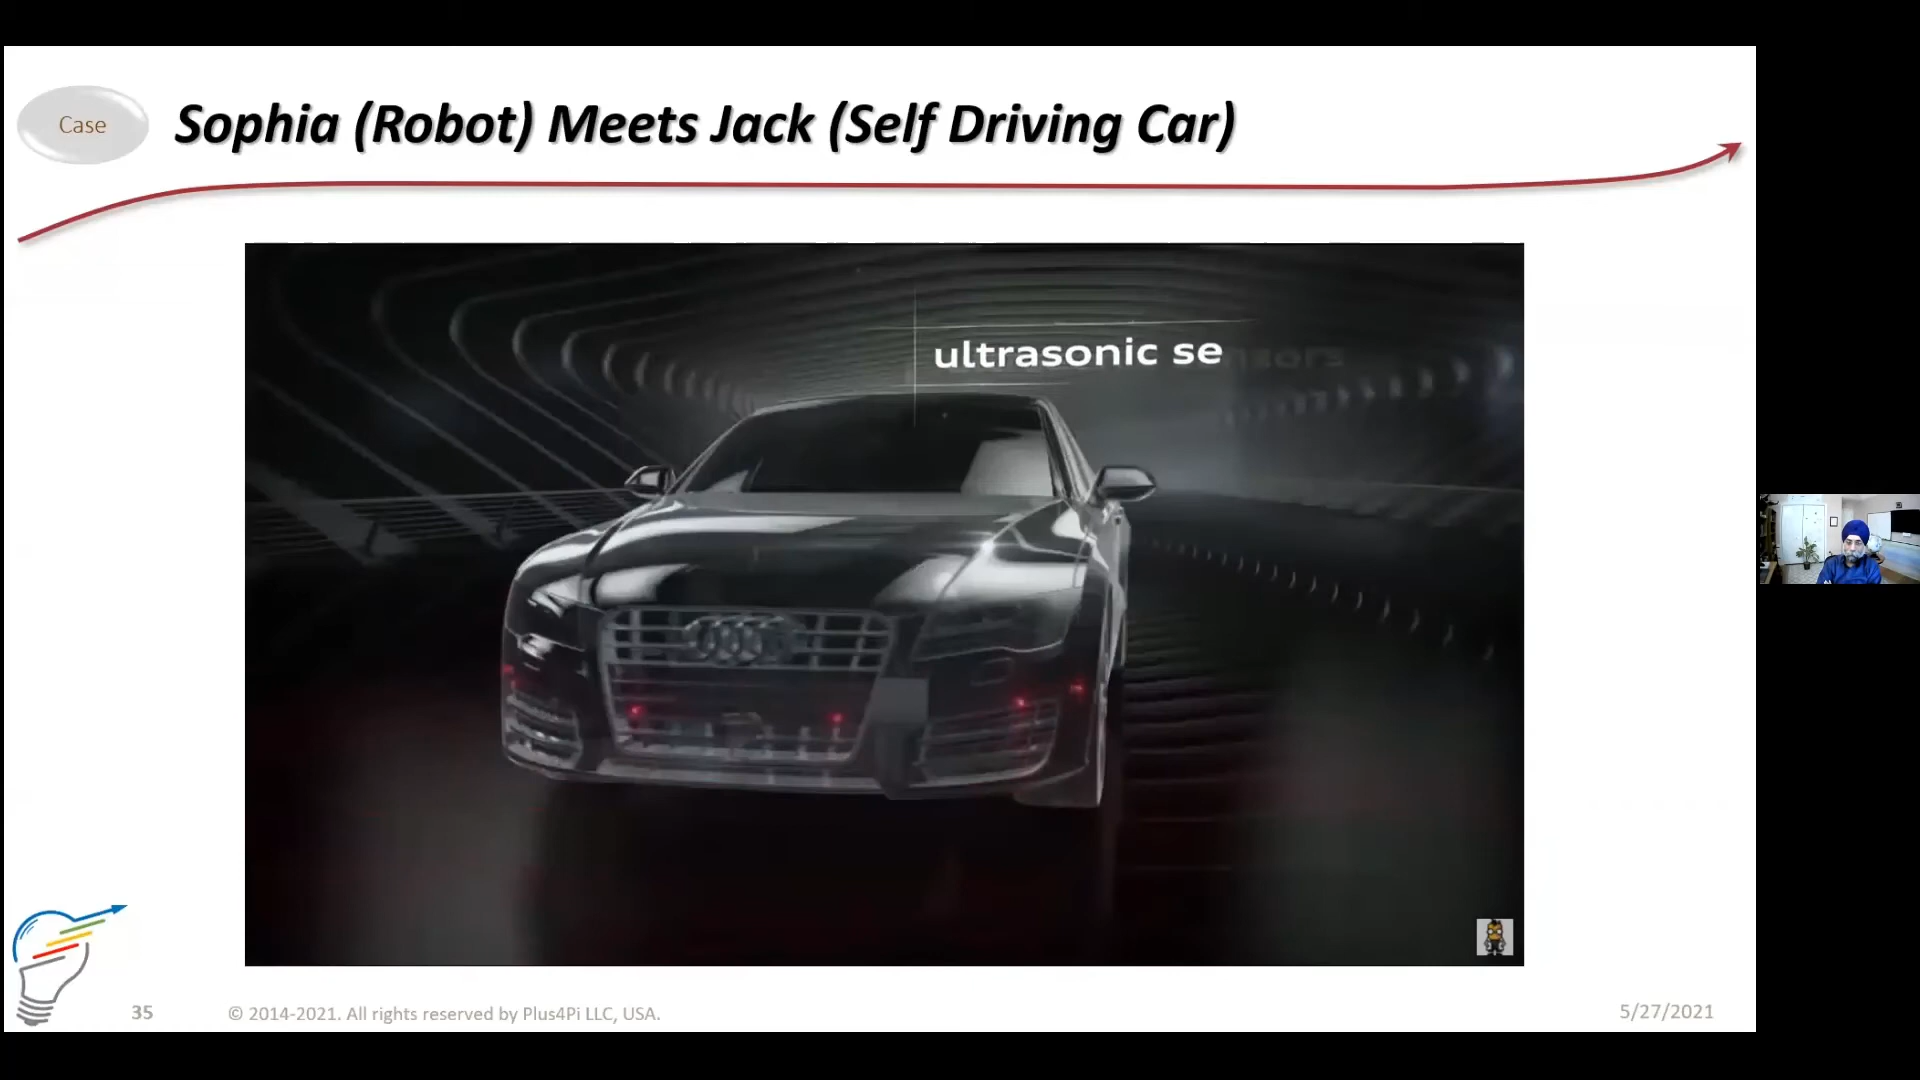 Case
Sophia (Robot) Meets Jack (Self Driving Car)
ultrasonic sensors
35
© 2014-2021. All rights reserved by Plus4Pi LLC, USA.
5/27/2021